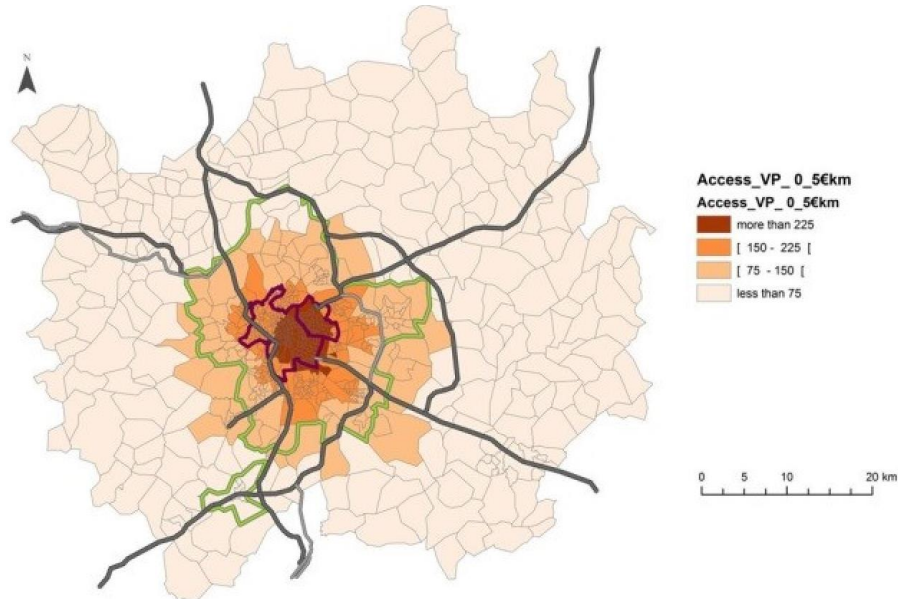 N
Access_VP_ 0_5€km
Access_VP_ 0_5€km
more than 225
[ 150 - 225 [
[ 75 - 150 [
less than 75
0 5 10 20 km